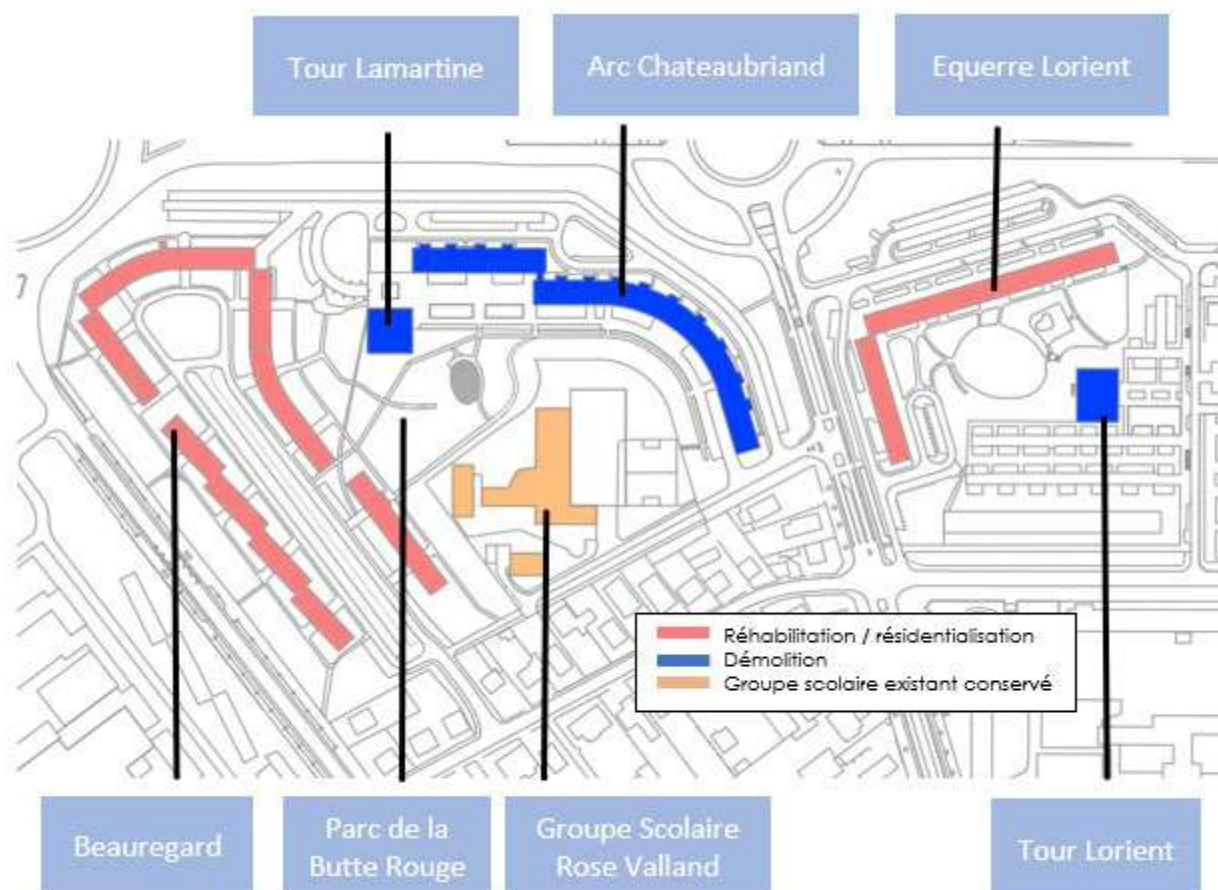 Tour Lamartine
Arc Chateaubriand
Equerre Lorient
7
Réhabilitation / résidentialisation
Démolition
Groupe scolaire existant conservé
Beauregard
Parc de la
Butte Rouge
Groupe Scolaire
Rose Valland
Tour Lorient